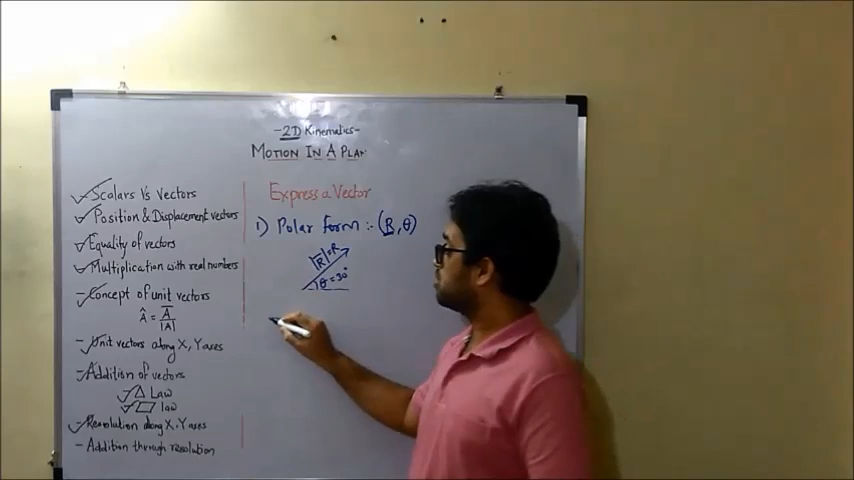 -2D Kinematics-
MOTION IN A PLAN
Scalars V/s Vectors
Position & Displacement vectors
Equality of vectors
Multiplication with real numbers
Concept of unit vectors
Â = A̅ / |A̅|
- Unit vectors along X, Y axes
- Addition of vectors
△ Law
▱ law
- Resolution along X, Y axes
- Addition through resolution
Express a Vector
1) Polar form :- (R, θ)
|R̅| = R
θ = 30°